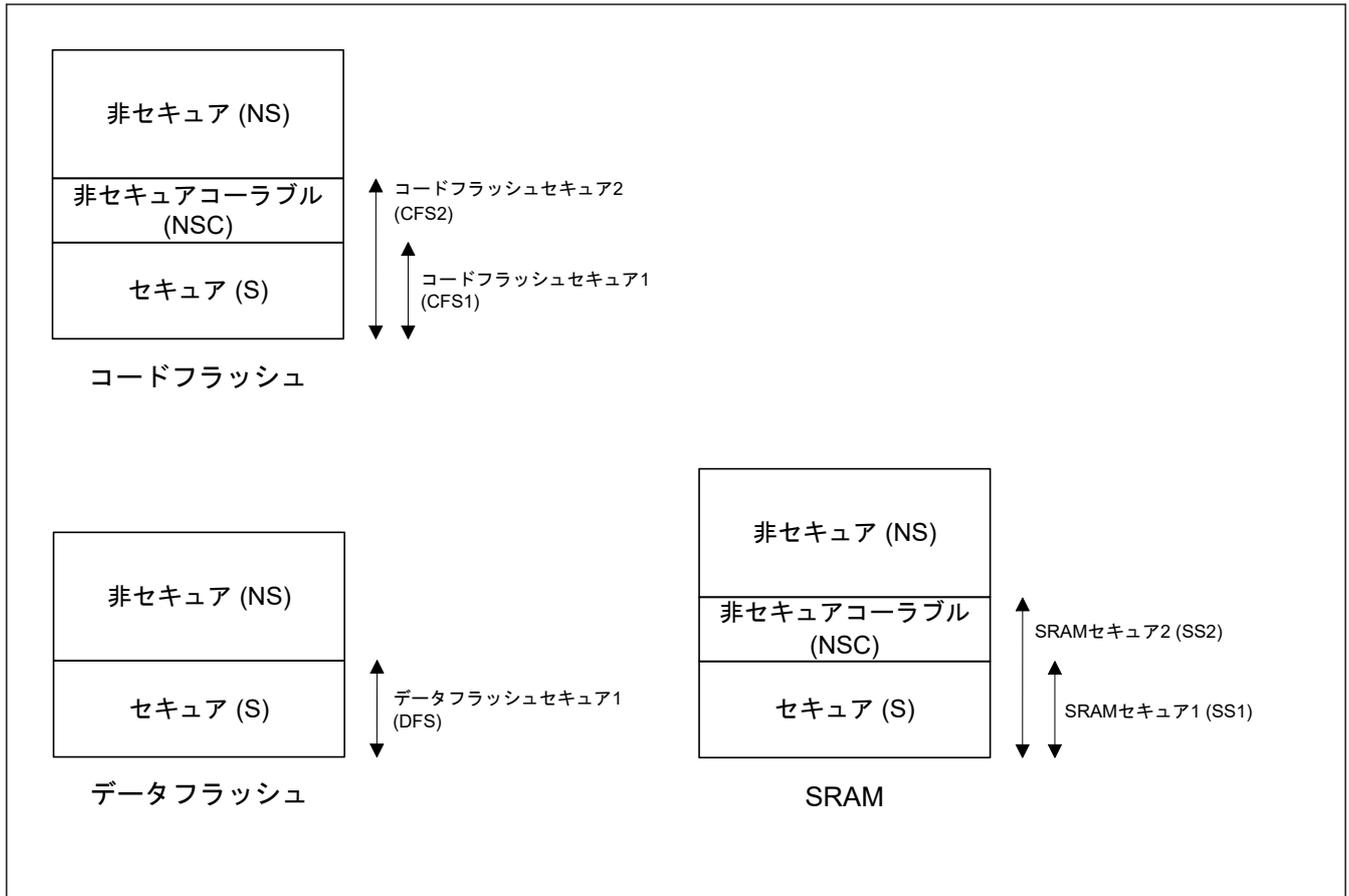 非セキュア (NS)
非セキュアコーラブル
(NSC)
セキュア (S)
コードフラッシュセキュア2
(CFS2)
コードフラッシュセキュア1
(CFS1)
コードフラッシュ
非セキュア (NS)
セキュア (S)
データフラッシュセキュア1
(DFS)
データフラッシュ
非セキュア (NS)
非セキュアコーラブル
(NSC)
セキュア (S)
SRAMセキュア2 (SS2)
SRAMセキュア1 (SS1)
SRAM